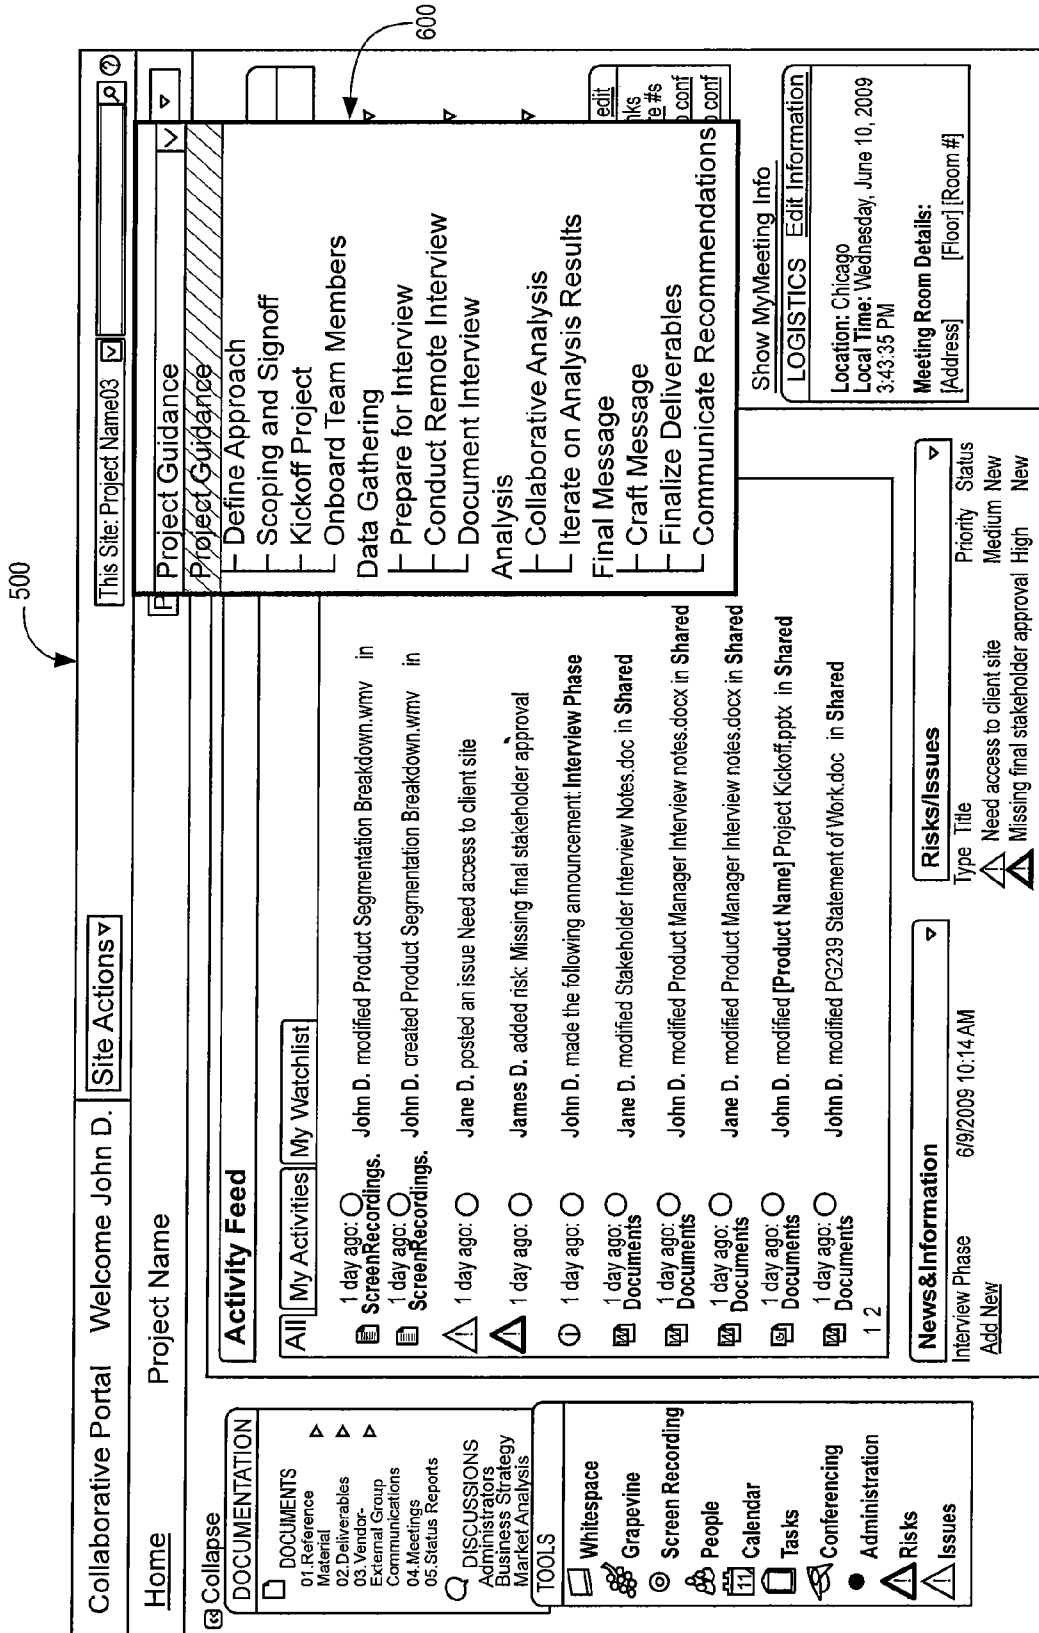 500
600
Collaborative Portal Welcome John D. Site Actions
This Site: Project Name03
Home Project Name
Collapse
DOCUMENTATION
DOCUMENTS
01.Reference
Material
02.Deliverables
03.Vendor-
External Group
Communications
04.Meetings
05.Status Reports
DISCUSSIONS
Administrators
Business Strategy
Market Analysis
TOOLS
Whitespace
Grapevine
Screen Recording
People
11 Calendar
Tasks
Conferencing
Administration
Risks
Issues
Activity Feed
All My Activities My Watchlist
1 day ago: John D. modified Product Segmentation Breakdown.wmv in
ScreenRecordings.
1 day ago: John D. created Product Segmentation Breakdown.wmv in
ScreenRecordings.
1 day ago: Jane D. posted an issue Need access to client site
1 day ago: James D. added risk: Missing final stakeholder approval
1 day ago: John D. made the following announcement: Interview Phase
1 day ago: Jane D. modified Stakeholder Interview Notes.doc in Shared
Documents
1 day ago: John D. modified Product Manager Interview notes.docx in Shared
Documents
1 day ago: Jane D. modified Product Manager Interview notes.docx in Shared
Documents
1 day ago: John D. modified [Product Name] Project Kickoff.pptx in Shared
Documents
1 day ago: John D. modified PG239 Statement of Work.doc in Shared
Documents
1 2
News&Information
Interview Phase 6/9/2009 10:14 AM
Add New
Risks/Issues
Type Title Priority Status
Need access to client site Medium New
Missing final stakeholder approval High New
P
Project Guidance
Project Guidance
Define Approach
Scoping and Signoff
Kickoff Project
Onboard Team Members
Data Gathering
Prepare for Interview
Conduct Remote Interview
Document Interview
Analysis
Collaborative Analysis
Iterate on Analysis Results
Final Message
Craft Message
Finalize Deliverables
Communicate Recommendations
edit
nks
te #s
conf
conf
Show MyMeeting Info
LOGISTICS Edit Information
Location: Chicago
Local Time: Wednesday, June 10, 2009
3:43:35 PM
Meeting Room Details:
[Address] [Floor] [Room #]